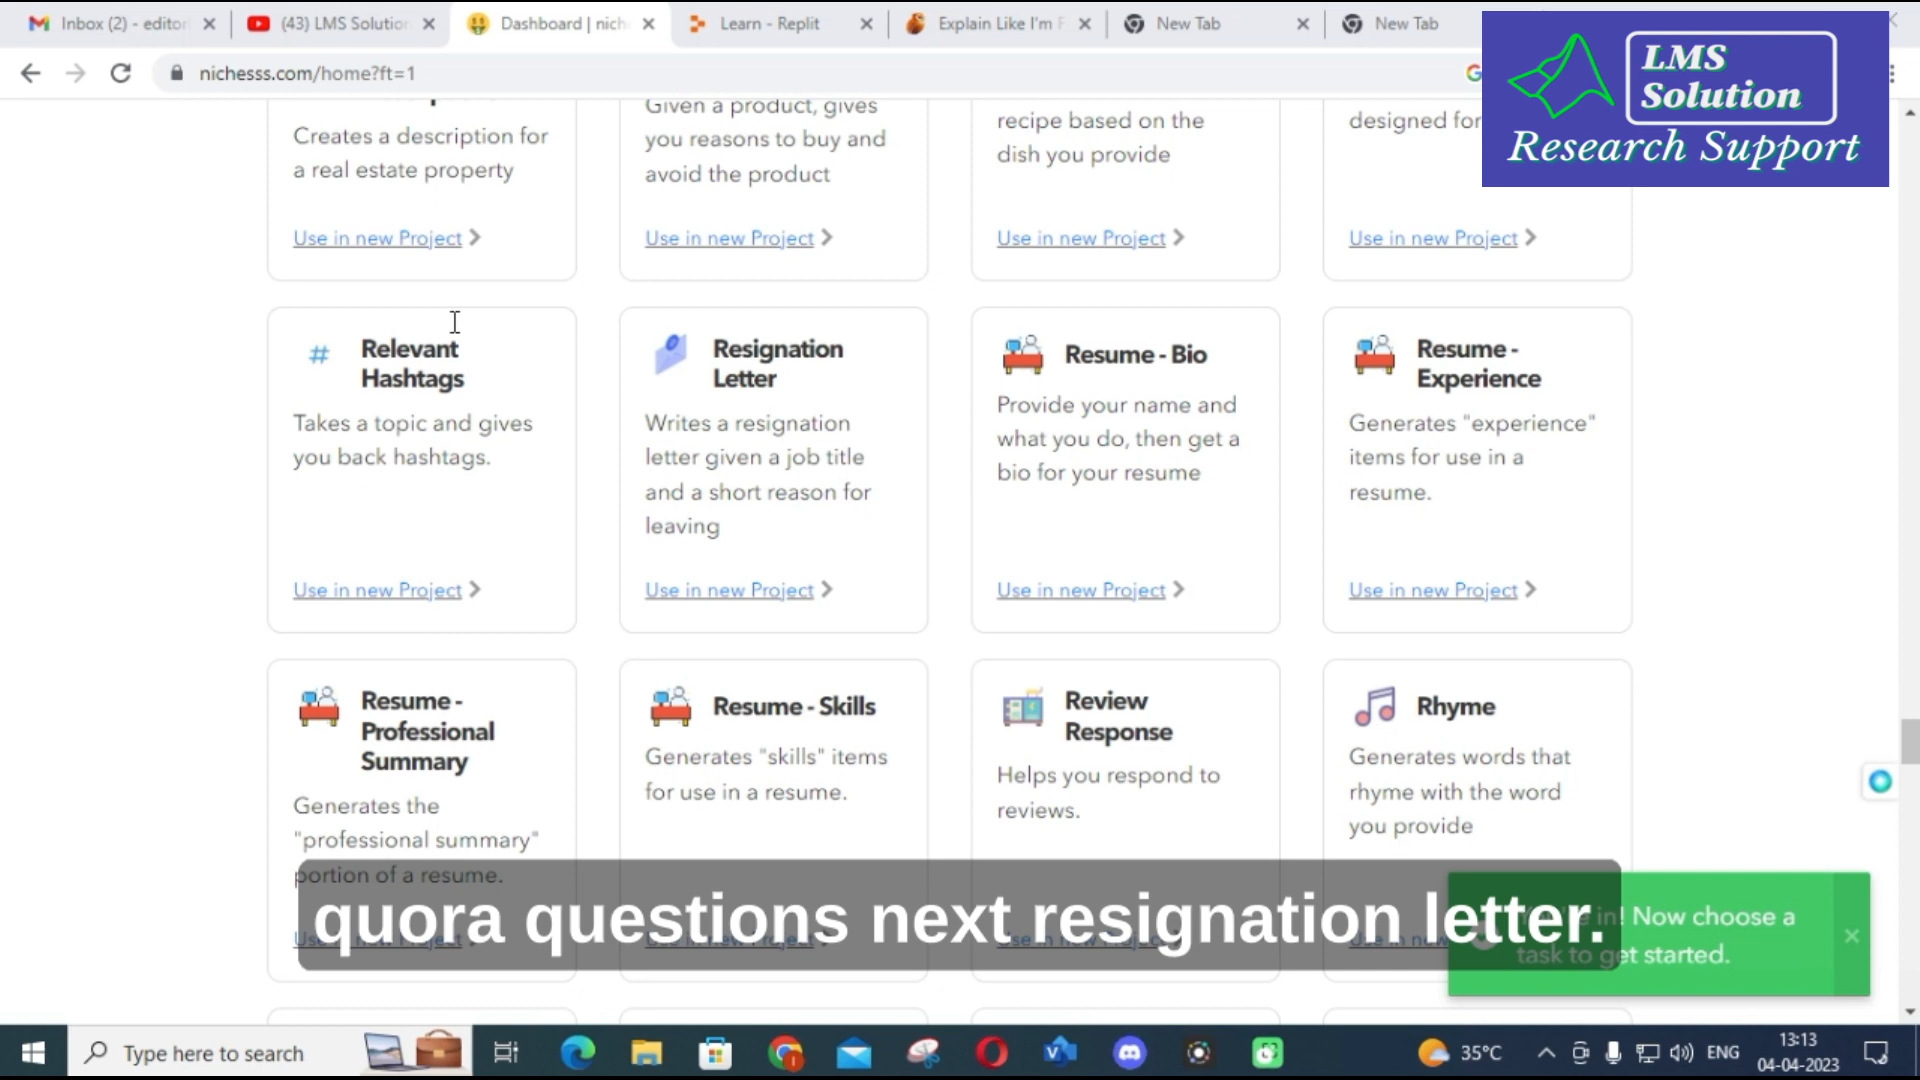 Inbox (2) - editor
(43) LMS Solution
Dashboard | nich
Learn - Replit
Explain Like I'm F
New Tab
New Tab
nichesss.com/home?ft=1
LMS
Solution
Research Support
Creates a description for
a real estate property
Use in new Project
Given a product, gives
you reasons to buy and
avoid the product
Use in new Project
recipe based on the
dish you provide
Use in new Project
designed for
Use in new Project
Relevant
Hashtags
Takes a topic and gives
you back hashtags.
Use in new Project
Resignation
Letter
Writes a resignation
letter given a job title
and a short reason for
leaving
Use in new Project
Resume - Bio
Provide your name and
what you do, then get a
bio for your resume
Use in new Project
Resume -
Experience
Generates "experience"
items for use in a
resume.
Use in new Project
Resume -
Professional
Summary
Generates the
"professional summary"
portion of a resume.
Resume - Skills
Generates "skills" items
for use in a resume.
Review
Response
Helps you respond to
reviews.
Rhyme
Generates words that
rhyme with the word
you provide
quora questions next resignation letter.
in! Now choose a
task to get started.
Type here to search
35°C
ENG
13:13
04-04-2023